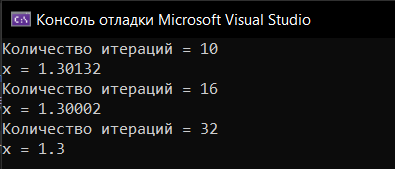 Консоль отладки Microsoft Visual Studio
Количество итераций = 10
x = 1.30132
Количество итераций = 16
x = 1.30002
Количество итераций = 32
x = 1.3